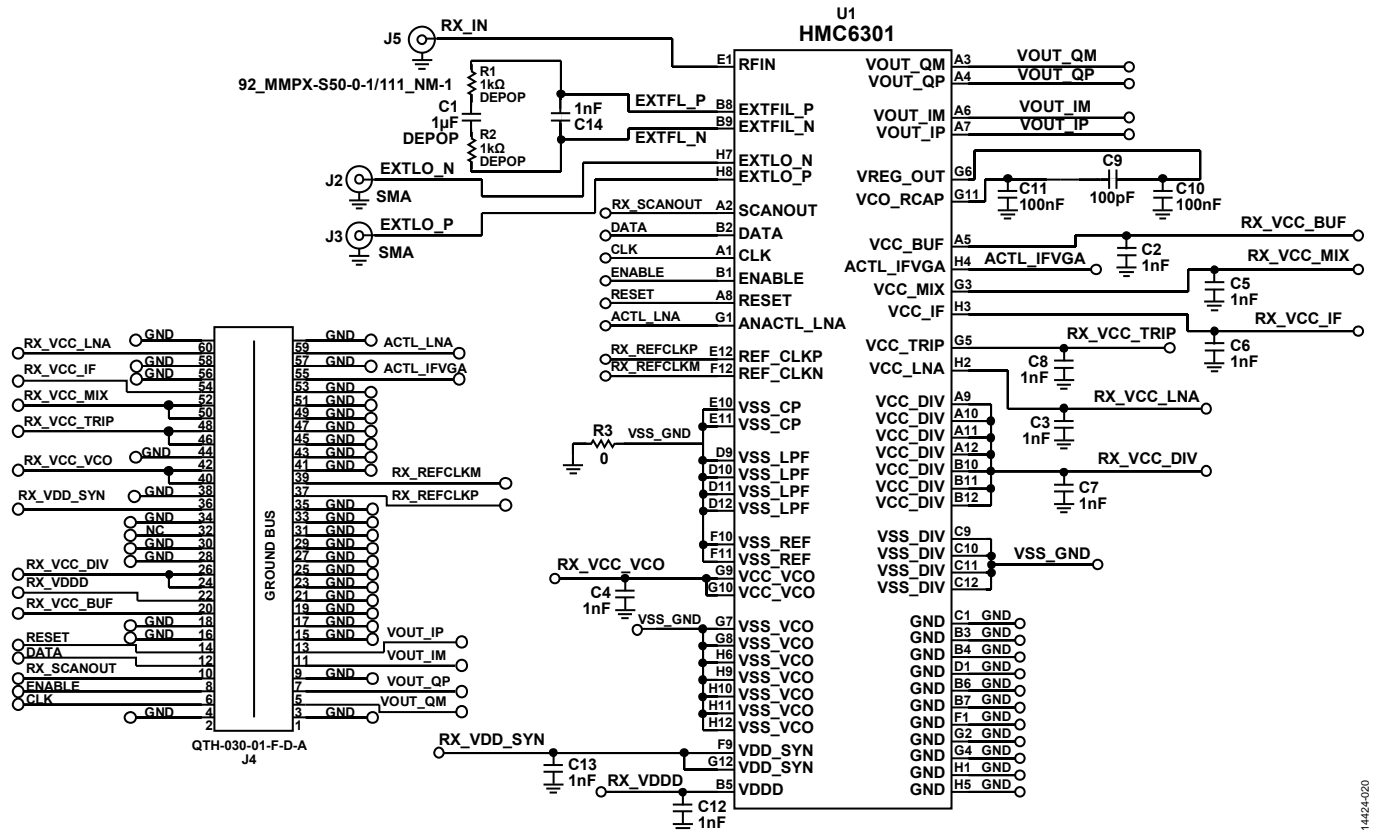 U1
HMC6301
J5
RX_IN
92_MMPX-S50-0-1/111_NM-1
R1
1kΩ
DEPOP
C1
1µF
DEPOP
R2
1kΩ
DEPOP
1nF
C14
EXTFL_P
EXTFL_N
J2
EXTLO_N
SMA
J3
EXTLO_P
SMA
RX_SCANOUT
DATA
CLK
ENABLE
RESET
ACTL_LNA
RX_REFCLKP
RX_REFCLKM
R3
0
VSS_GND
RX_VCC_VCO
C4
1nF
VSS_GND
RX_VDD_SYN
C13
1nF
RX_VDDD
C12
1nF
E1 RFIN
B8 EXTFIL_P
B9 EXTFIL_N
H7 EXTLO_N
H8 EXTLO_P
A2 SCANOUT
B2 DATA
A1 CLK
B1 ENABLE
A8 RESET
G1 ANACTL_LNA
E12 REF_CLKP
F12 REF_CLKN
E10 VSS_CP
E11 VSS_CP
D9 VSS_LPF
D10 VSS_LPF
D11 VSS_LPF
D12 VSS_LPF
F10 VSS_REF
F11 VSS_REF
G9 VCC_VCO
G10 VCC_VCO
G7 VSS_VCO
G8 VSS_VCO
H6 VSS_VCO
H9 VSS_VCO
H10 VSS_VCO
H11 VSS_VCO
H12 VSS_VCO
F9 VDD_SYN
G12 VDD_SYN
B5 VDDD
VOUT_QM A3 VOUT_QM
VOUT_QP A4 VOUT_QP
VOUT_IM A6 VOUT_IM
VOUT_IP A7 VOUT_IP
VREG_OUT G6
VCO_RCAP G11
C11
100nF
C9
100pF
C10
100nF
VCC_BUF A5 RX_VCC_BUF
C2
1nF
ACTL_IFVGA H4 ACTL_IFVGA
VCC_MIX G3 RX_VCC_MIX
C5
1nF
VCC_IF H3 RX_VCC_IF
C6
1nF
VCC_TRIP G5 RX_VCC_TRIP
C8
1nF
VCC_LNA H2 RX_VCC_LNA
C3
1nF
VCC_DIV A9
VCC_DIV A10
VCC_DIV A11
VCC_DIV A12
VCC_DIV B10 RX_VCC_DIV
VCC_DIV B11
VCC_DIV B12
C7
1nF
VSS_DIV C9
VSS_DIV C10
VSS_DIV C11
VSS_DIV C12
VSS_GND
GND C1 GND
GND B3 GND
GND B4 GND
GND D1 GND
GND B6 GND
GND B7 GND
GND F1 GND
GND G2 GND
GND G4 GND
GND H1 GND
GND H5 GND
GND 60
RX_VCC_LNA
GND 58
GND 56
RX_VCC_IF 54
52
RX_VCC_MIX 50
48
RX_VCC_TRIP 46
GND 44
42
RX_VCC_VCO 40
GND 38
RX_VDD_SYN 36
GND 34
NC 32
GND 30
GND 28
26
RX_VCC_DIV 24
RX_VDDD 22
RX_VCC_BUF 20
GND 18
GND 16
RESET 14
DATA 12
RX_SCANOUT 10
ENABLE 8
CLK 6
GND 4
2
GROUND BUS
59 GND
ACTL_LNA
57 GND
55 ACTL_IFVGA
53 GND
51 GND
49 GND
47 GND
45 GND
43 GND
41 GND
39 RX_REFCLKM
37 RX_REFCLKP
35 GND
33 GND
31 GND
29 GND
27 GND
25 GND
23 GND
21 GND
19 GND
17 GND
15 GND
13 VOUT_IP
11 VOUT_IM
9 GND
7 VOUT_QP
5 VOUT_QM
3 GND
1
QTH-030-01-F-D-A
J4
14424-020